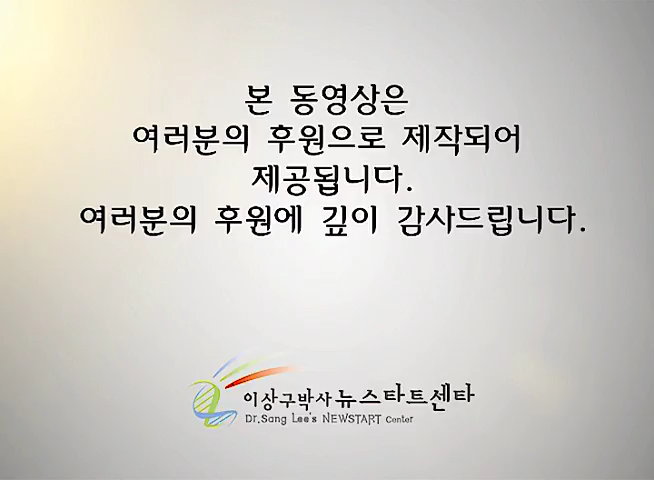 본 동영상은
여러분의 후원으로 제작되어
제공됩니다.
여러분의 후원에 깊이 감사드립니다.
이상구박사 뉴스타트센타
Dr.Sang Lee's NEWSTART Center